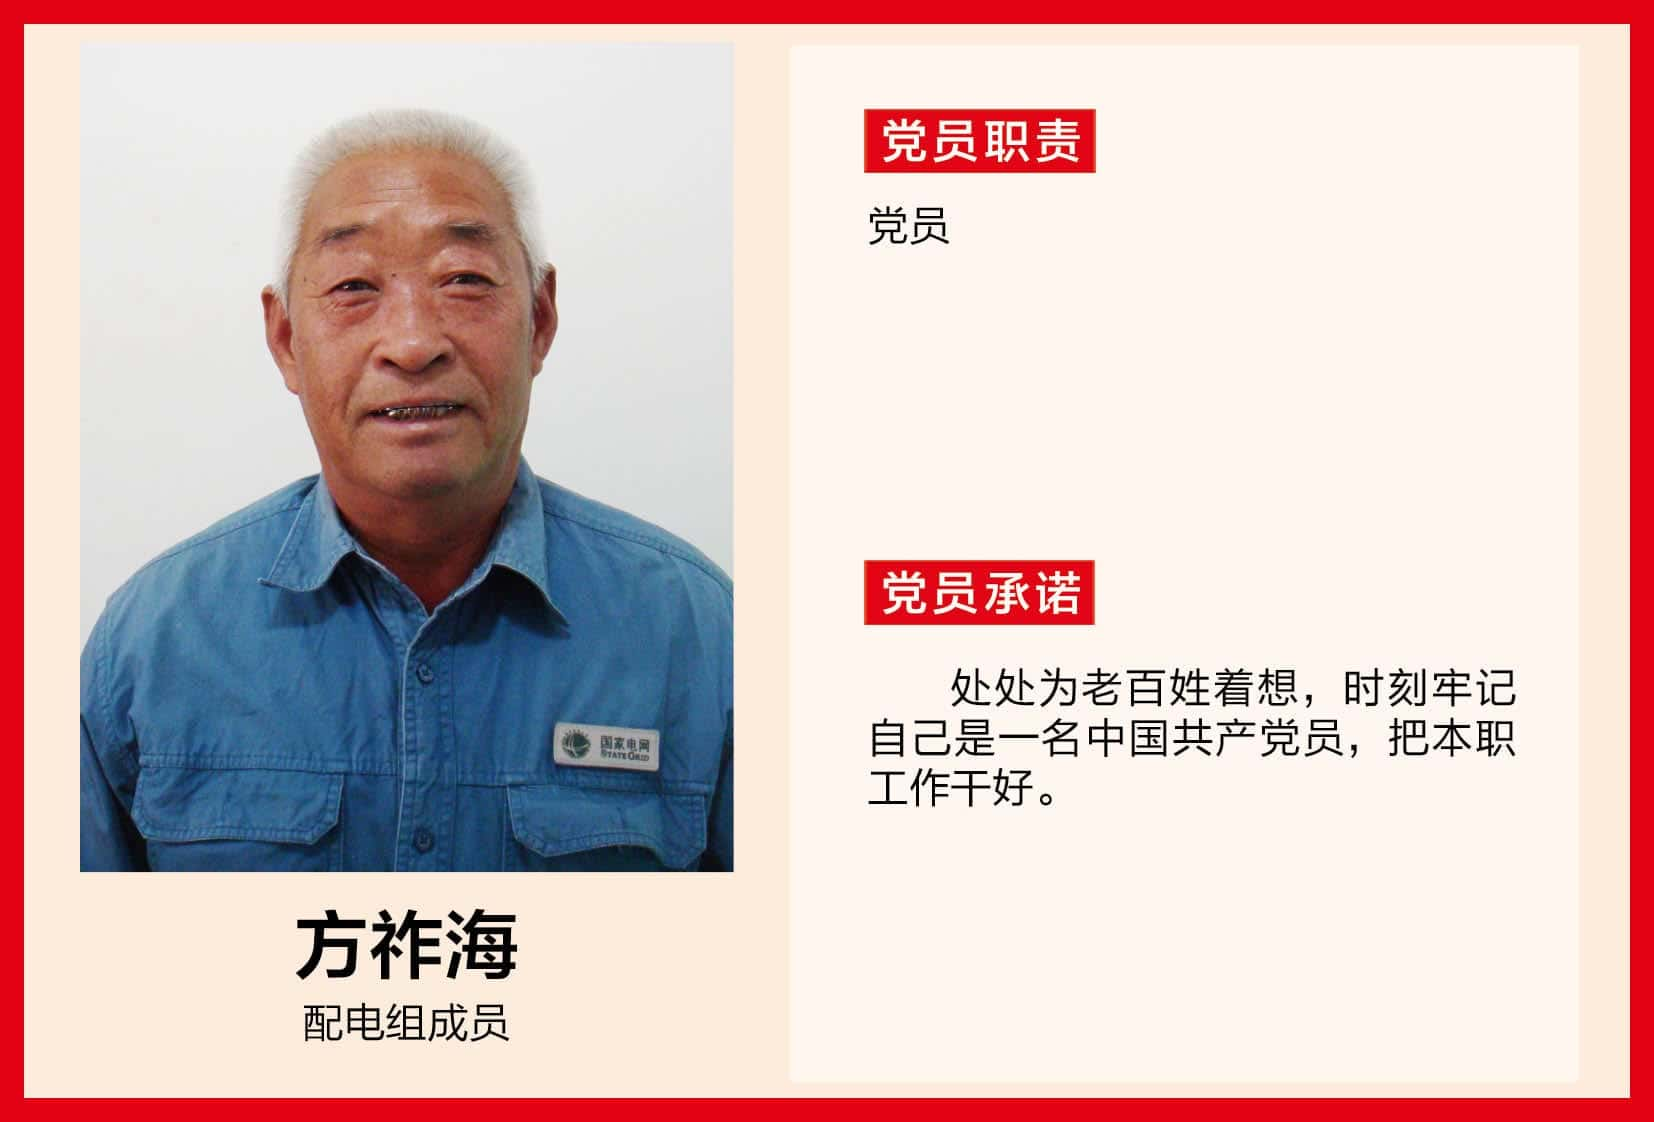 党员职责
党员
党员承诺
处处为老百姓着想，时刻牢记
自己是一名中国共产党员，把本职
工作干好。
国家电网
STATE GRID
方祚海
配电组成员